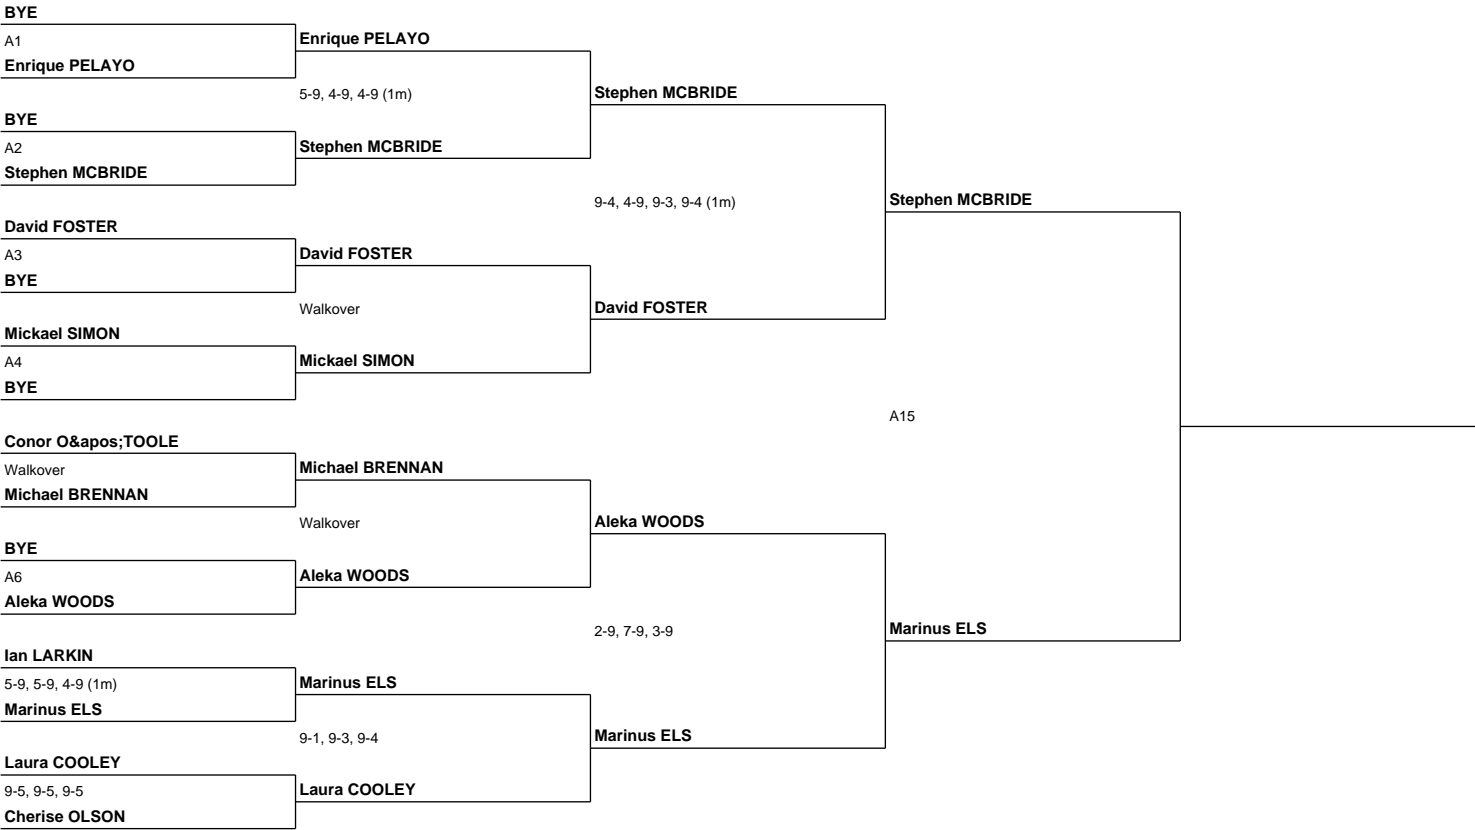 BYE
A1
Enrique PELAYO
BYE
A2
Stephen MCBRIDE
David FOSTER
A3
BYE
Mickael SIMON
A4
BYE
Conor O&apos;TOOLE
Walkover
Michael BRENNAN
BYE
A6
Aleka WOODS
Ian LARKIN
5-9, 5-9, 4-9 (1m)
Marinus ELS
Laura COOLEY
9-5, 9-5, 9-5
Cherise OLSON
Enrique PELAYO
5-9, 4-9, 4-9 (1m)
Stephen MCBRIDE
David FOSTER
Walkover
Mickael SIMON
Michael BRENNAN
Walkover
Aleka WOODS
Marinus ELS
9-1, 9-3, 9-4
Laura COOLEY
Stephen MCBRIDE
9-4, 4-9, 9-3, 9-4 (1m)
David FOSTER
Aleka WOODS
2-9, 7-9, 3-9
Marinus ELS
Stephen MCBRIDE
A15
Marinus ELS